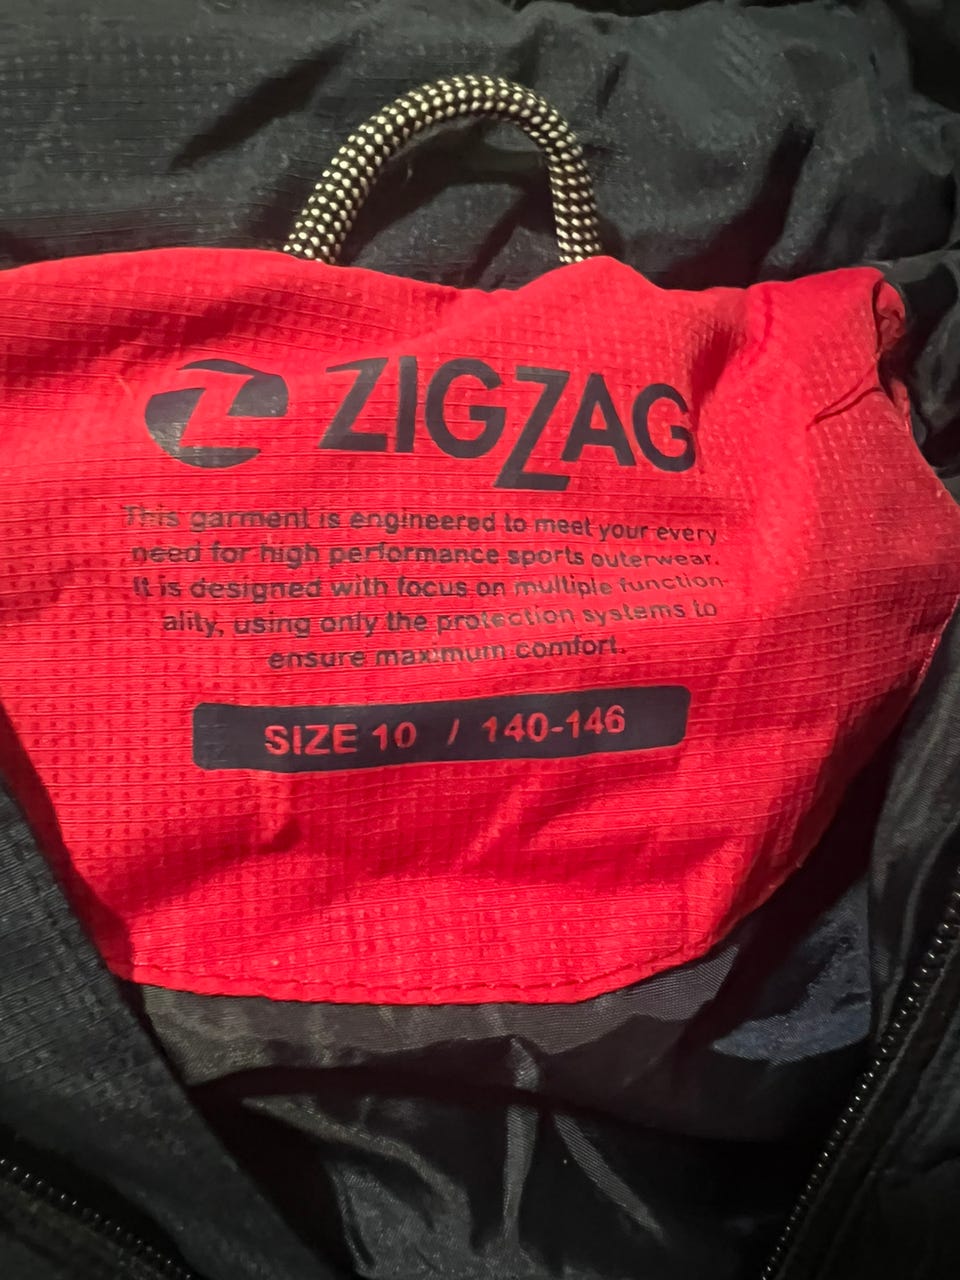 ZIGZAG
This garment is engineered to meet your every
need for high performance sports outerwear.
It is designed with focus on multiple function-
ality, using only the protection systems to
ensure maximum comfort.
SIZE 10 / 140-146